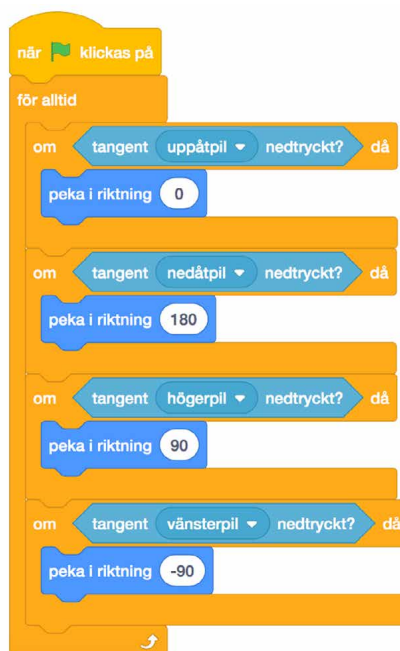 när klickas på
för alltid
om tangent uppåtpil nedtryckt? då
peka i riktning 0
om tangent nedåtpil nedtryckt? då
peka i riktning 180
om tangent högerpil nedtryckt? då
peka i riktning 90
om tangent vänsterpil nedtryckt? då
peka i riktning -90